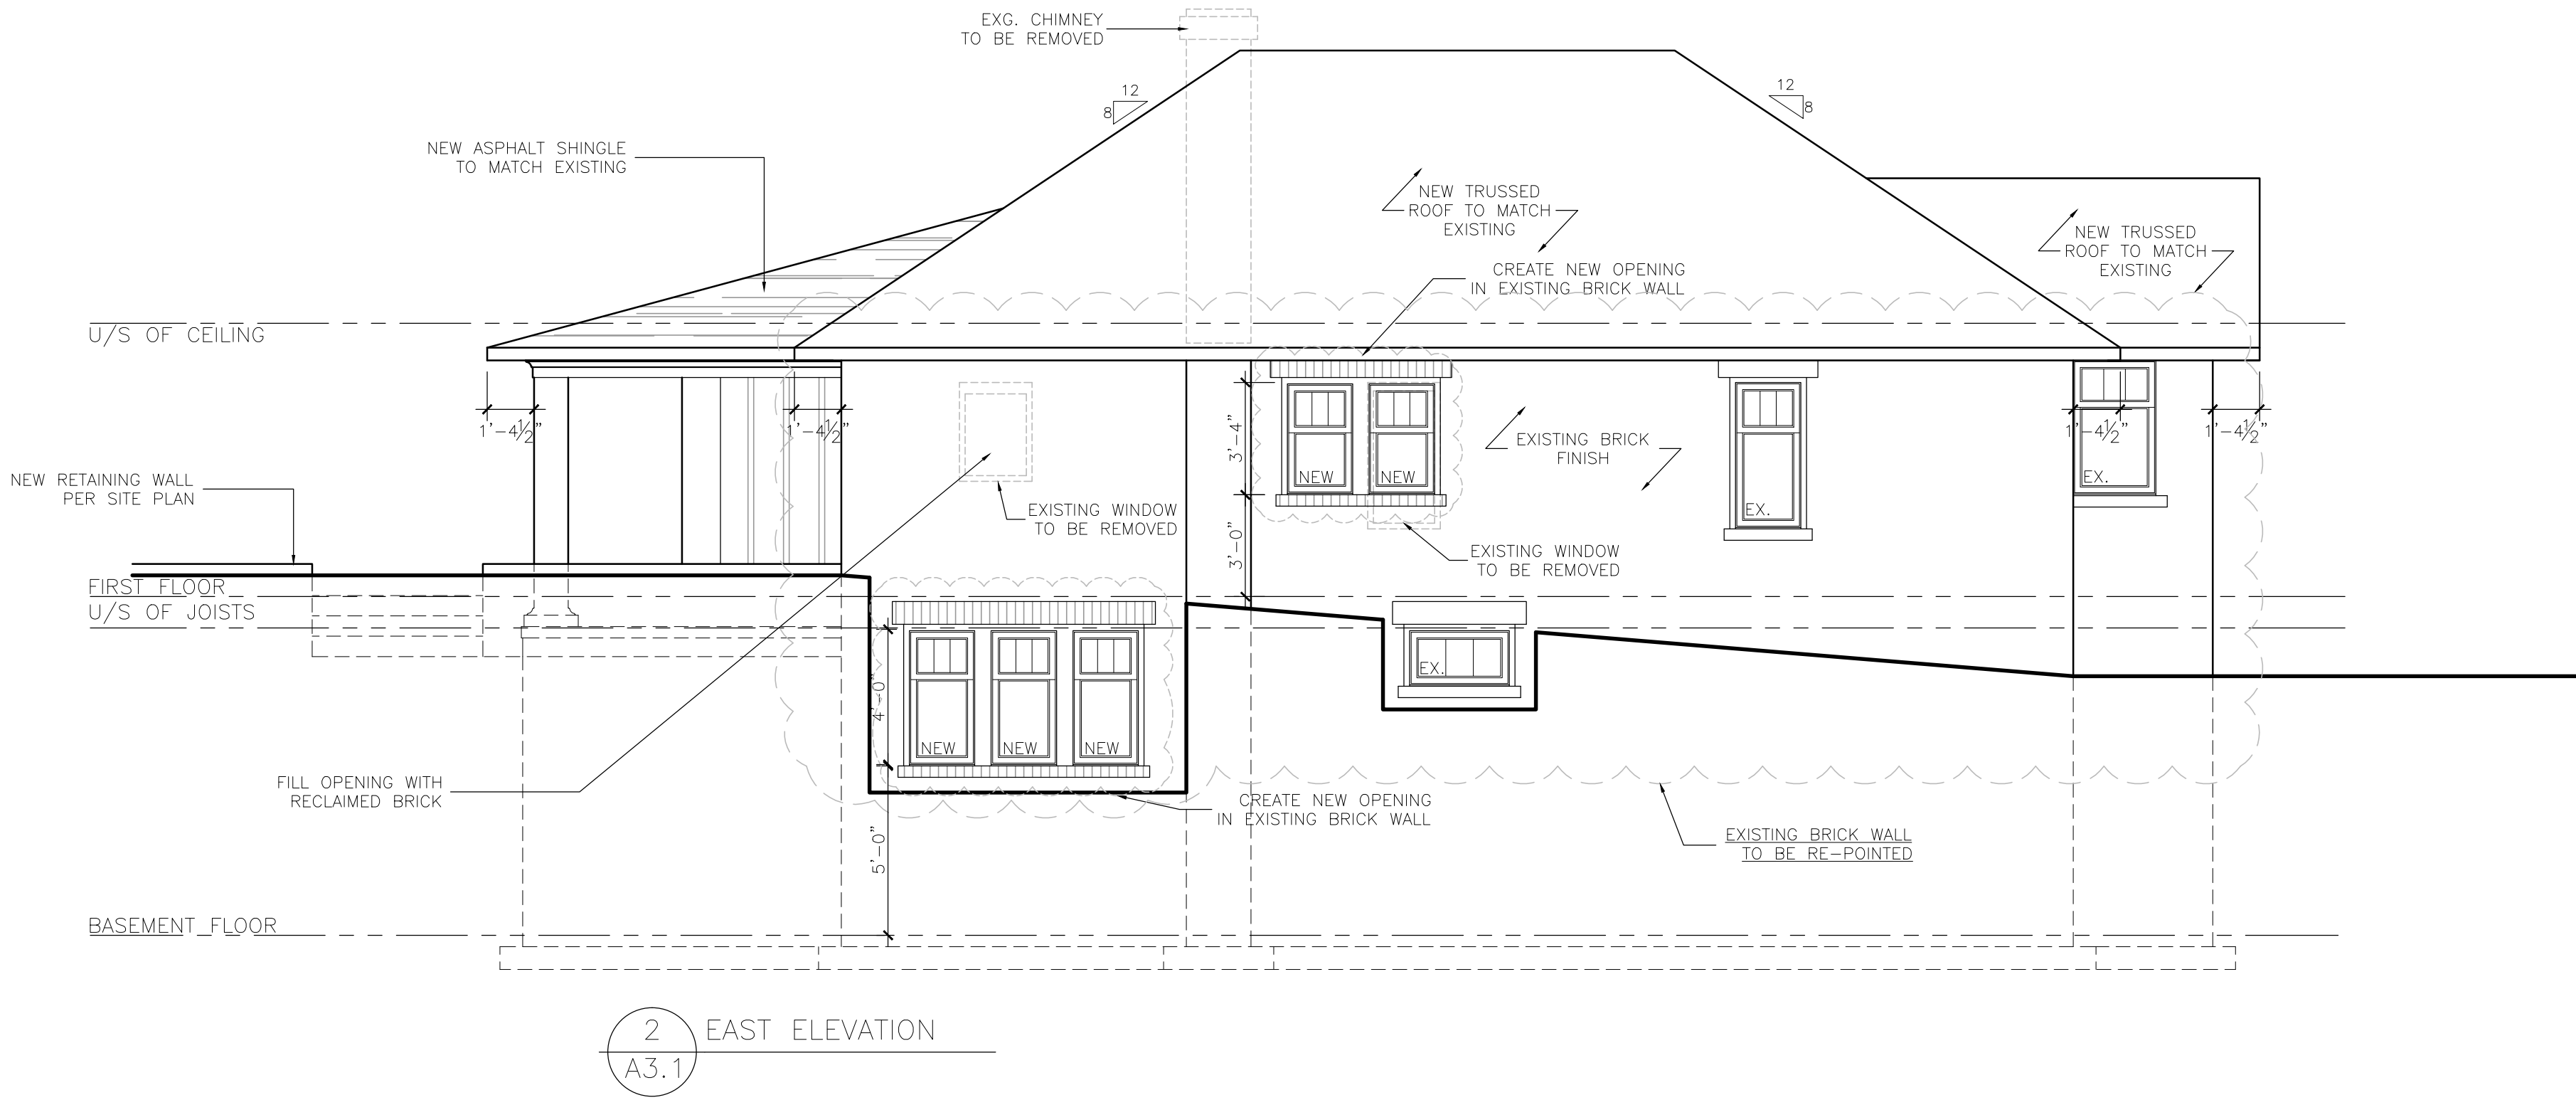 EXG. CHIMNEY
TO BE REMOVED
12
8
12
8
NEW ASPHALT SHINGLE
TO MATCH EXISTING
NEW TRUSSED
ROOF TO MATCH
EXISTING
NEW TRUSSED
ROOF TO MATCH
EXISTING
CREATE NEW OPENING
IN EXISTING BRICK WALL
U/S OF CEILING
1'-4½"
1'-4½"
3'-4"
1'-4½"
1'-4½"
EXISTING BRICK
FINISH
NEW
NEW
EX.
EX.
NEW RETAINING WALL
PER SITE PLAN
EXISTING WINDOW
TO BE REMOVED
3'-0"
EXISTING WINDOW
TO BE REMOVED
FIRST FLOOR
U/S OF JOISTS
4'-0"
EX.
NEW
NEW
NEW
FILL OPENING WITH
RECLAIMED BRICK
CREATE NEW OPENING
IN EXISTING BRICK WALL
5'-0"
EXISTING BRICK WALL
TO BE RE-POINTED
BASEMENT FLOOR
2
EAST ELEVATION
A3.1